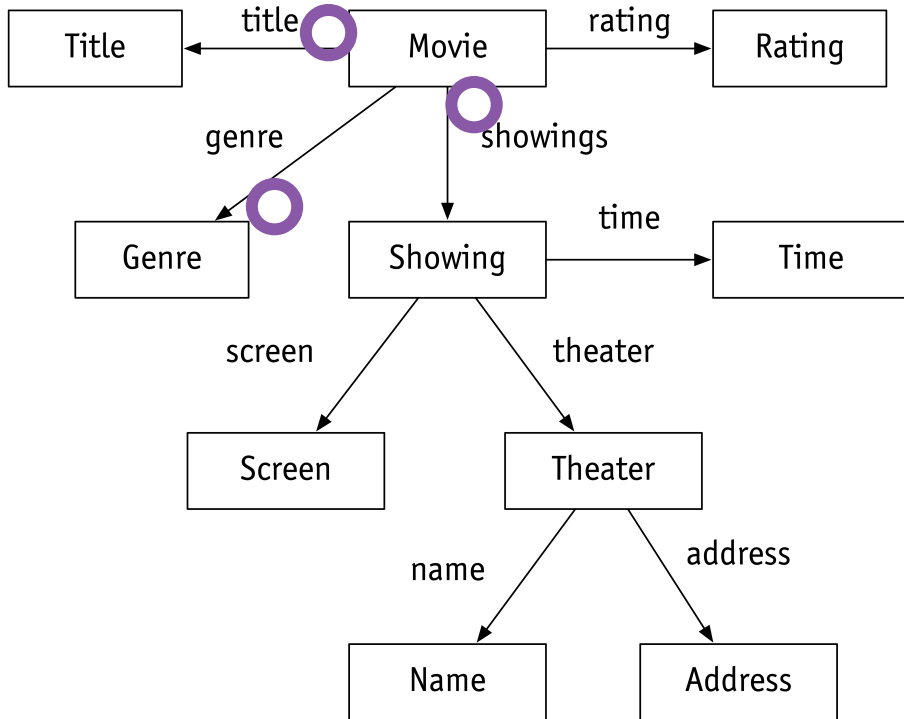 title
rating
Title
Movie
Rating
genre
showings
time
Genre
Showing
Time
screen
theater
Screen
Theater
name
address
Name
Address